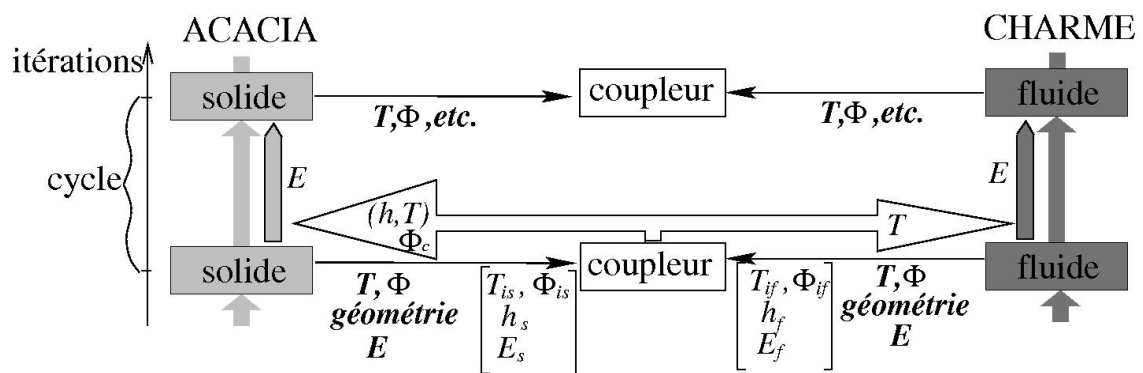 ACACIA
CHARME
itérations
solide
coupleur
fluide
T,Φ ,etc.
T,Φ ,etc.
cycle
E
E
(h,T)
Φc
T
solide
coupleur
fluide
T, Φ
géométrie
E
Tis , Φis
hs
Es
Tif , Φif
hf
Ef
T, Φ
géométrie
E